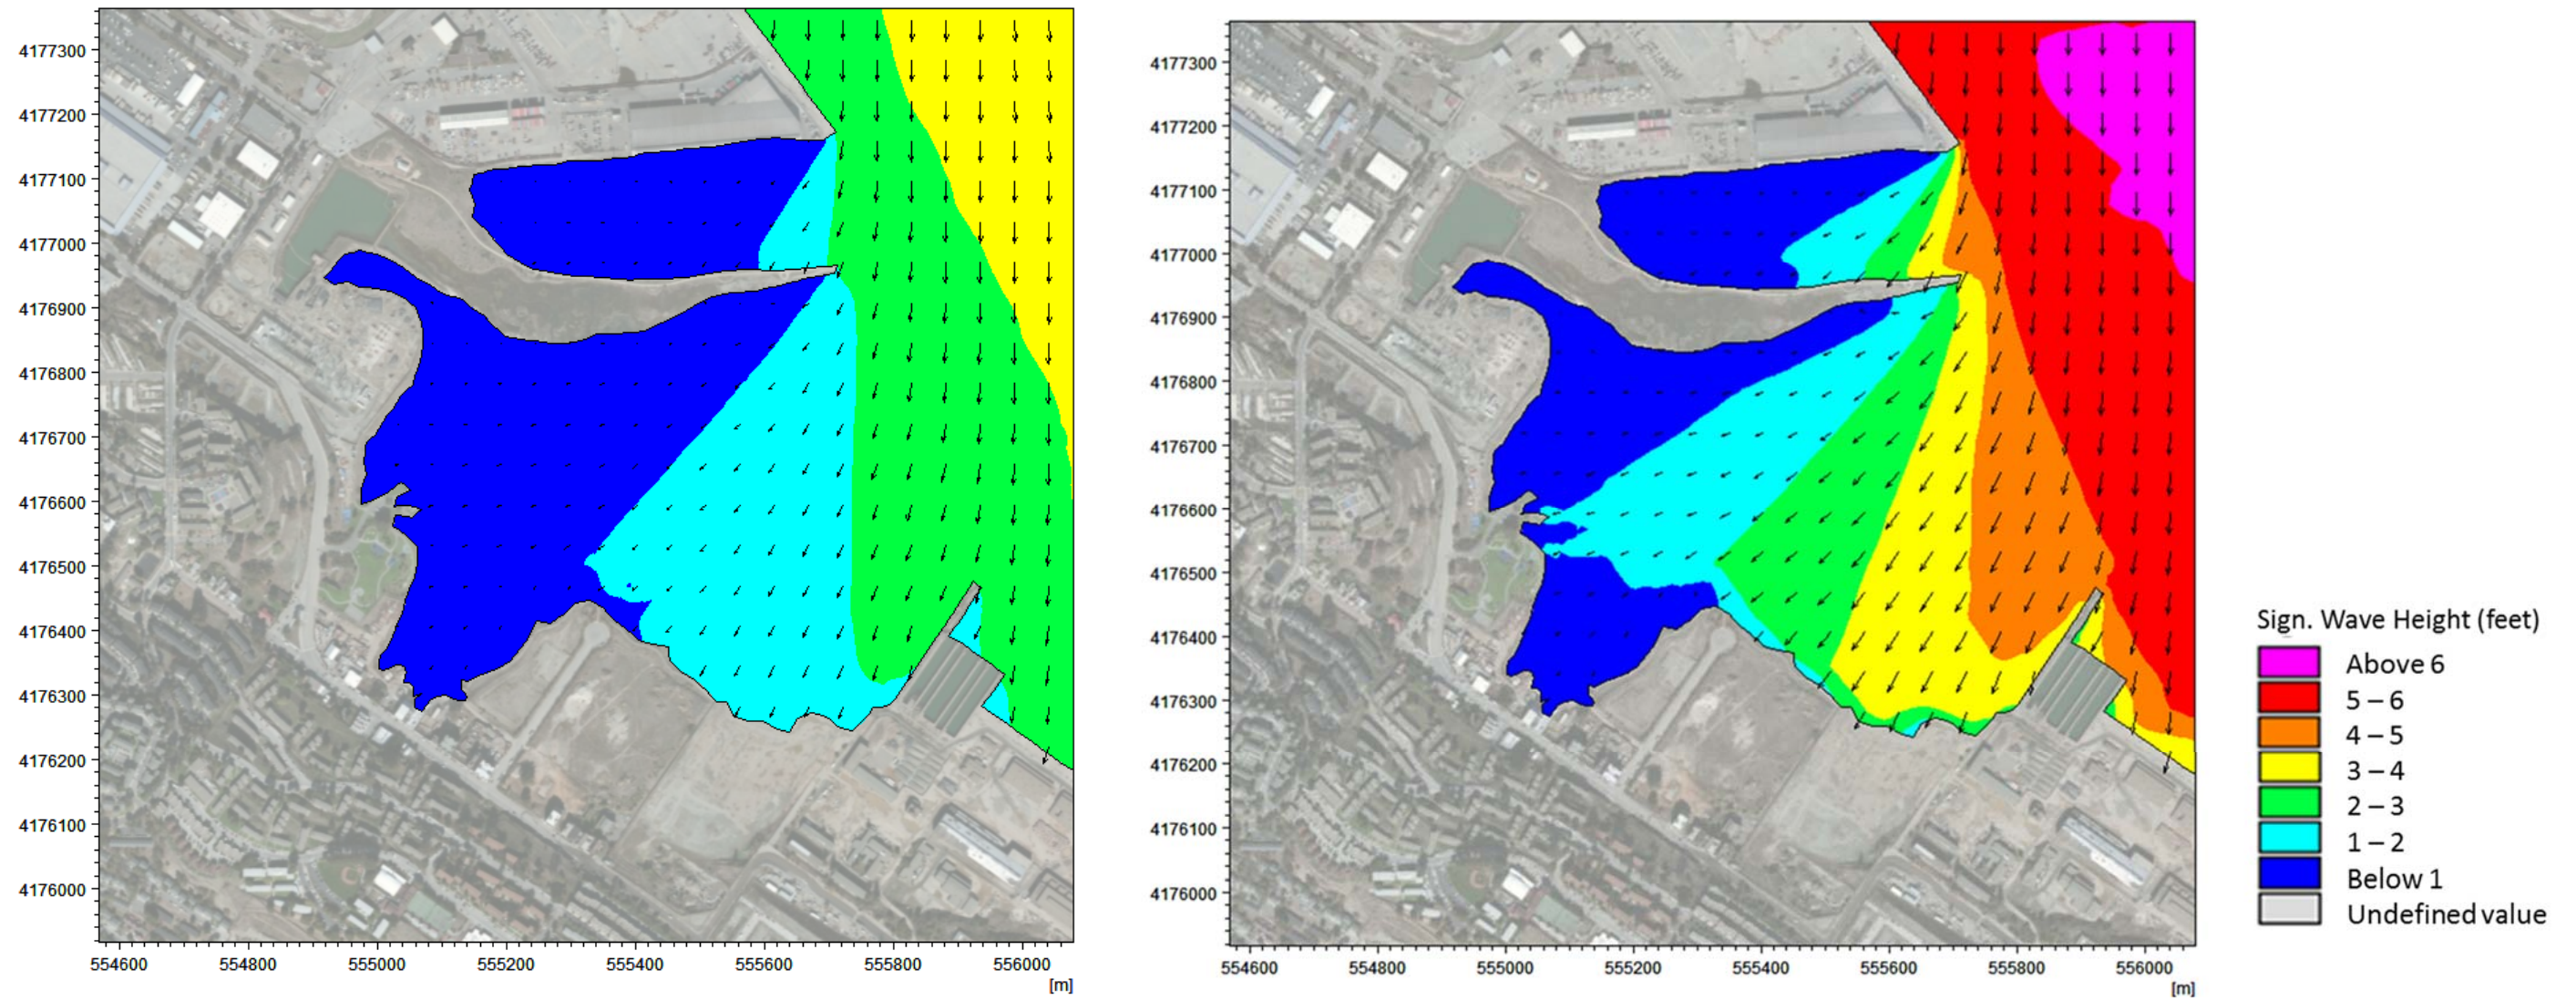 4177300
4177200
4177100
4177000
4176900
4176800
4176700
4176600
4176500
4176400
4176300
4176200
4176100
4176000
554600 554800 555000 555200 555400 555600 555800 556000
[m]
4177300
4177200
4177100
4177000
4176900
4176800
4176700
4176600
4176500
4176400
4176300
4176200
4176100
4176000
554600 554800 555000 555200 555400 555600 555800 556000
[m]
Sign. Wave Height (feet)
Above 6
5 – 6
4 – 5
3 – 4
2 – 3
1 – 2
Below 1
Undefined value